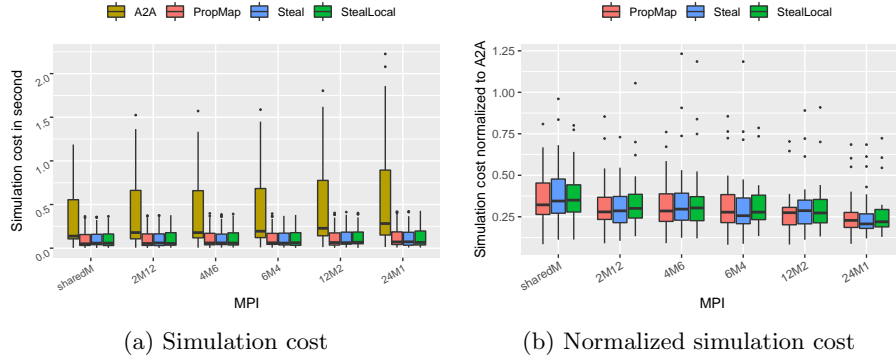 A2A PropMap Steal StealLocal
Simulation cost in second
2.0
1.5
1.0
0.5
0.0
sharedM 2M12 4M6 6M4 12M2 24M1
MPI
(a) Simulation cost
PropMap Steal StealLocal
Simulation cost normalized to A2A
1.25
1.00
0.75
0.50
0.25
sharedM 2M12 4M6 6M4 12M2 24M1
MPI
(b) Normalized simulation cost